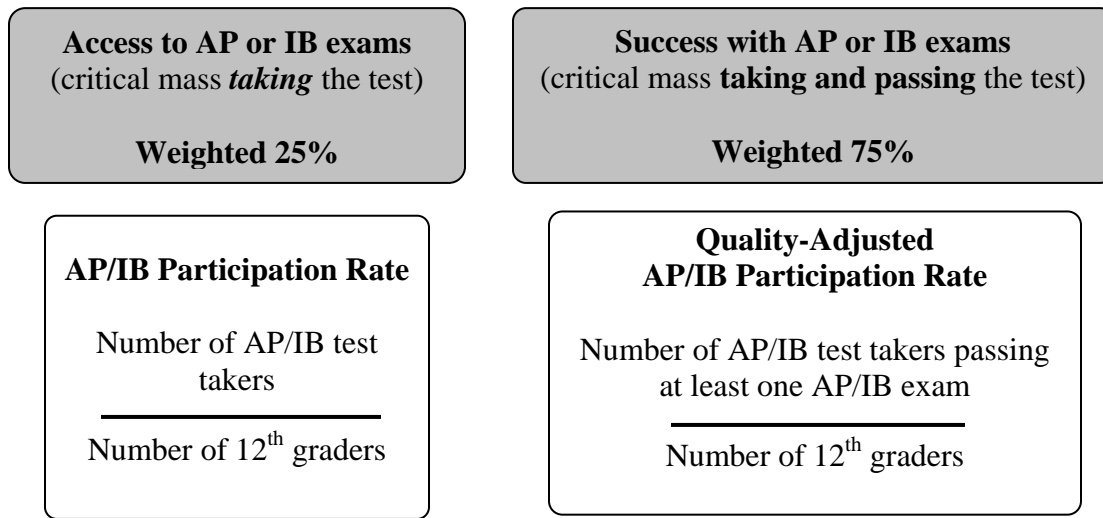 Access to AP or IB exams
(critical mass taking the test)
Weighted 25%
Success with AP or IB exams
(critical mass taking and passing the test)
Weighted 75%
AP/IB Participation Rate
Number of AP/IB test
takers
Number of 12th graders
Quality-Adjusted
AP/IB Participation Rate
Number of AP/IB test takers passing
at least one AP/IB exam
Number of 12th graders